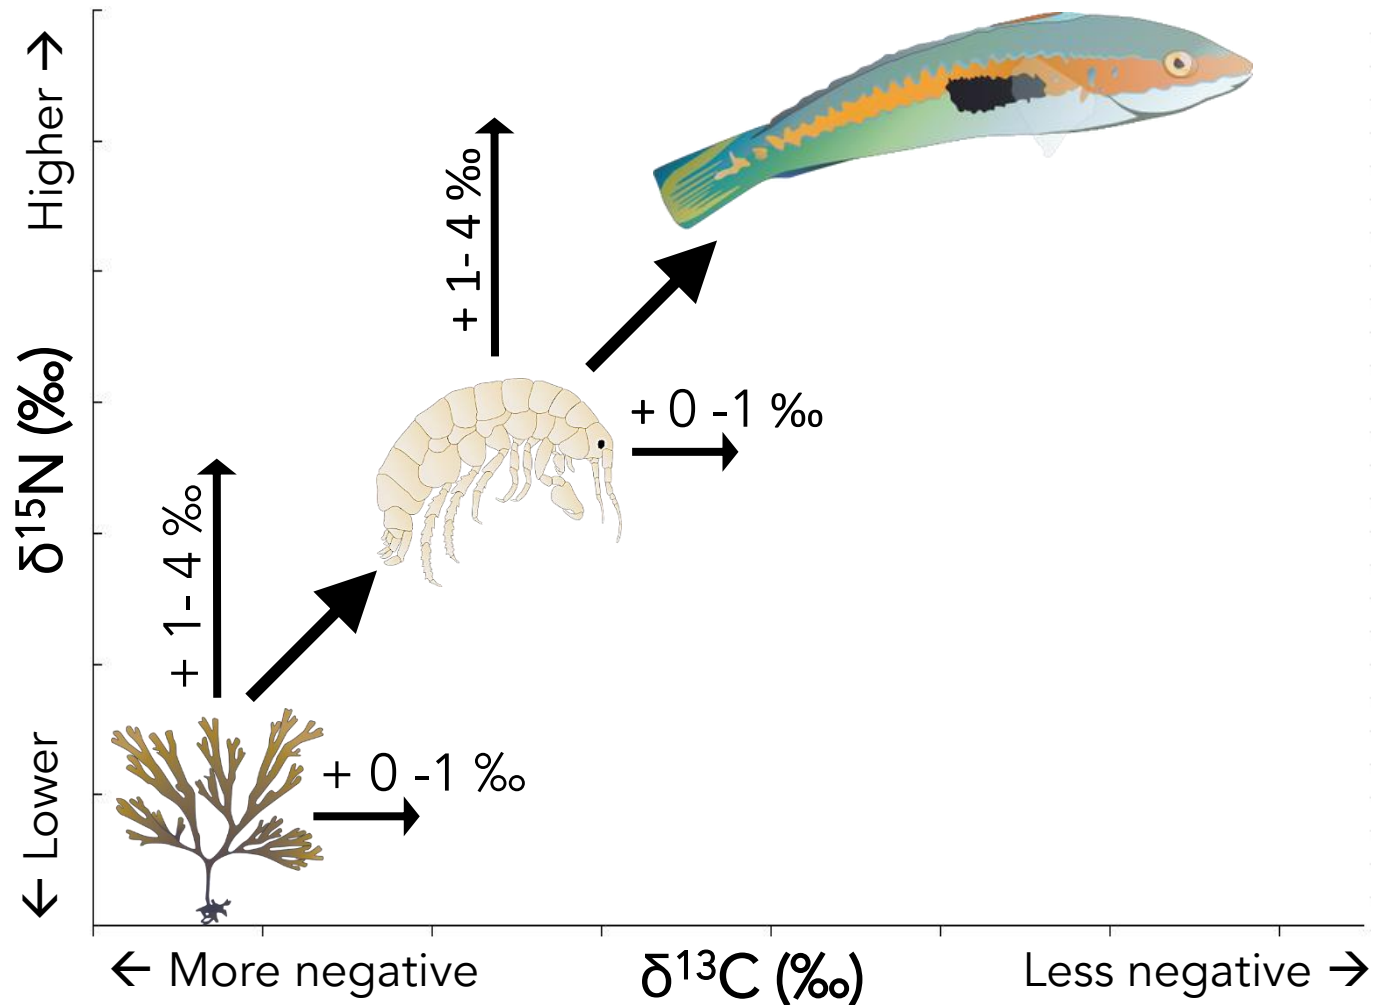 Higher →
+ 1- 4 ‰
+ 0 -1 ‰
δ¹⁵N (‰)
+ 1- 4 ‰
← Lower
+ 0 -1 ‰
← More negative
δ¹³C (‰)
Less negative →